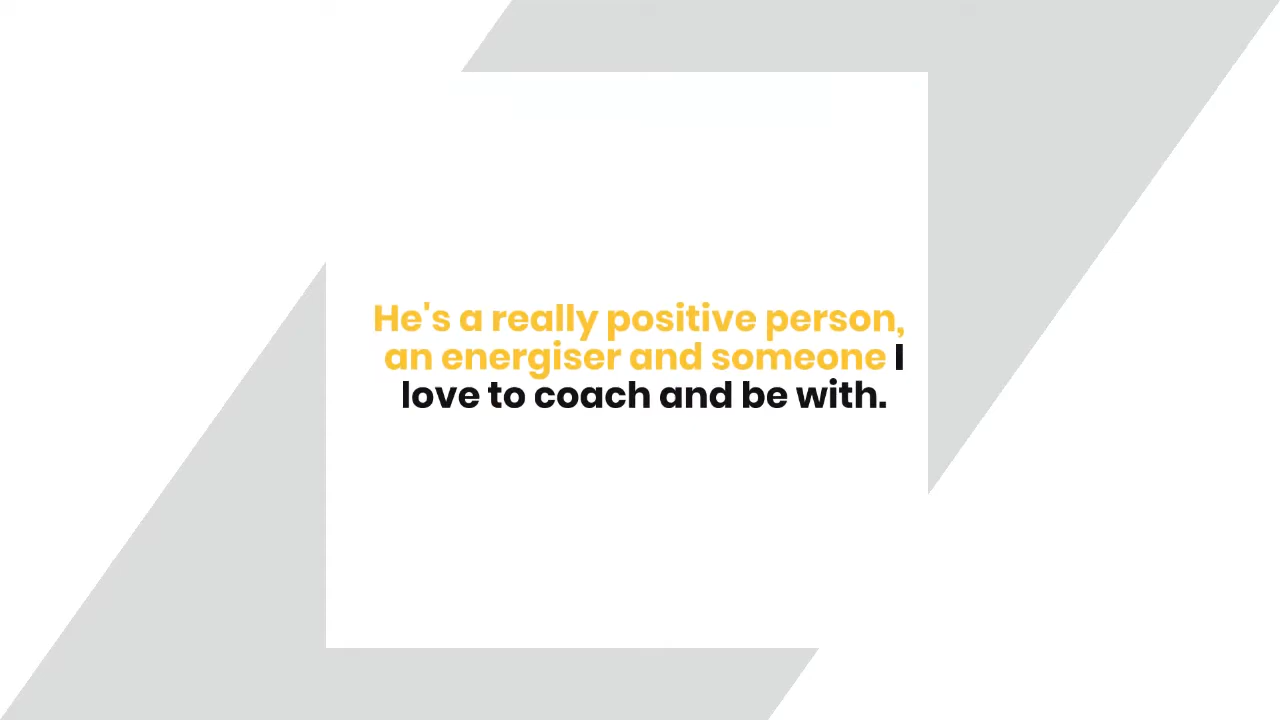 He's a really positive person,
an energiser and someone I
love to coach and be with.